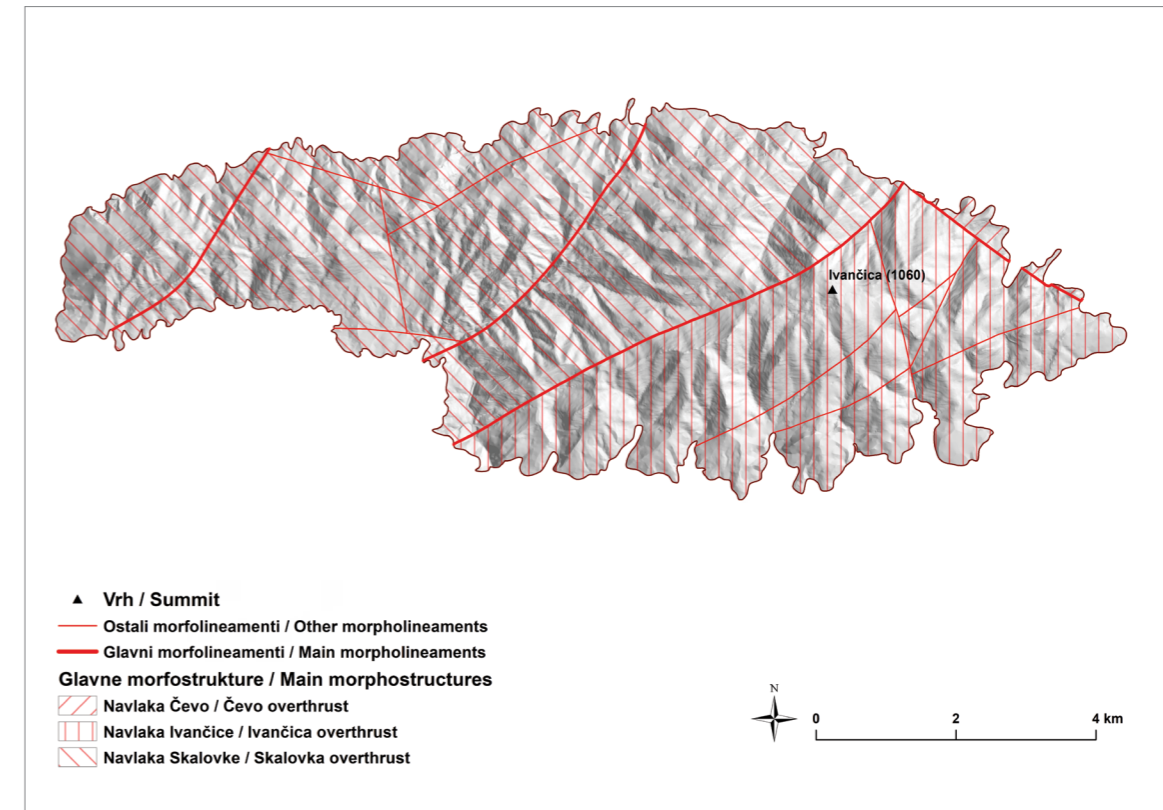 Ivančica (1060)
Vrh / Summit
Ostali morfolineamenti / Other morpholineaments
Glavni morfolineamenti / Main morpholineaments
Glavne morfostrukture / Main morphostructures
Navlaka Čevo / Čevo overthrust
Navlaka Ivančice / Ivančica overthrust
Navlaka Skalovke / Skalovka overthrust
N
0 2 4 km